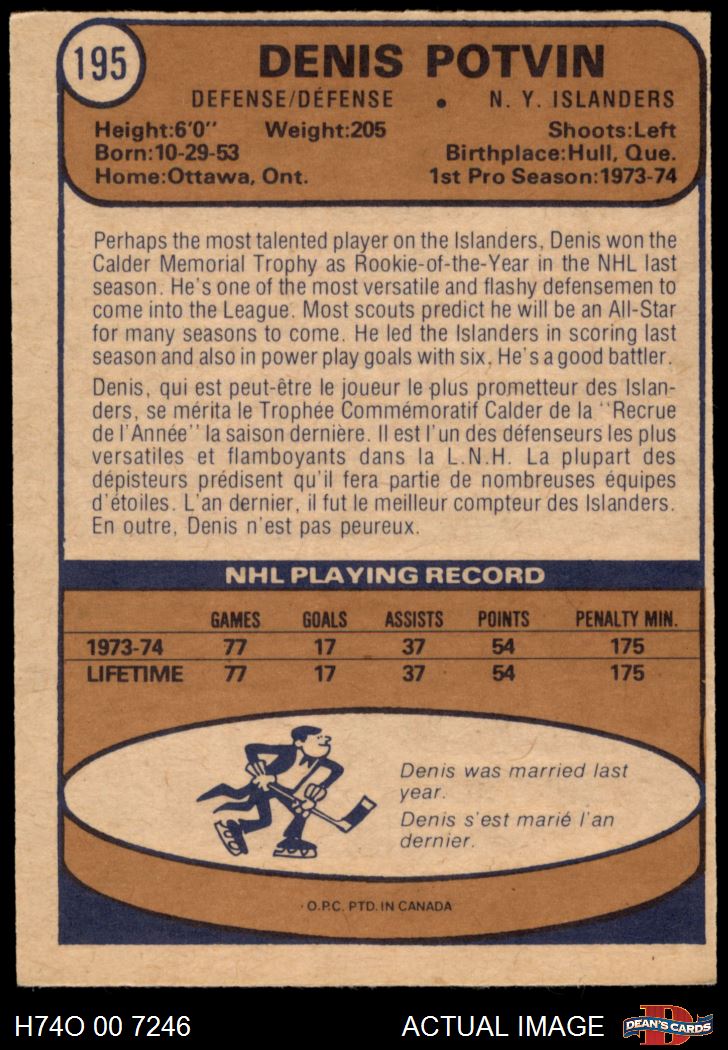 195
DENIS POTVIN
DEFENSE/DÉFENSE • N. Y. ISLANDERS
Height:6'0" Weight:205 Shoots:Left
Born:10-29-53 Birthplace:Hull, Que.
Home:Ottawa, Ont. 1st Pro Season:1973-74
Perhaps the most talented player on the Islanders, Denis won the
Calder Memorial Trophy as Rookie-of-the-Year in the NHL last
season. He's one of the most versatile and flashy defensemen to
come into the League. Most scouts predict he will be an All-Star
for many seasons to come. He led the Islanders in scoring last
season and also in power play goals with six. He's a good battler.
Denis, qui est peut-être le joueur le plus prometteur des Islan-
ders, se mérita le Trophée Commémoratif Calder de la "Recrue
de l'Année" la saison dernière. Il est l'un des défenseurs les plus
versatiles et flamboyants dans la L.N.H. La plupart des
dépisteurs prédisent qu'il fera partie de nombreuses équipes
d'étoiles. L'an dernier, il fut le meilleur compteur des Islanders.
En outre, Denis n'est pas peureux.
NHL PLAYING RECORD
GAMES GOALS ASSISTS POINTS PENALTY MIN.
1973-74 77 17 37 54 175
LIFETIME 77 17 37 54 175
Denis was married last
year.
Denis s'est marié l'an
dernier.
O.P.C. PTD. IN CANADA
H74O 00 7246 ACTUAL IMAGE
D
DEAN'S CARDS